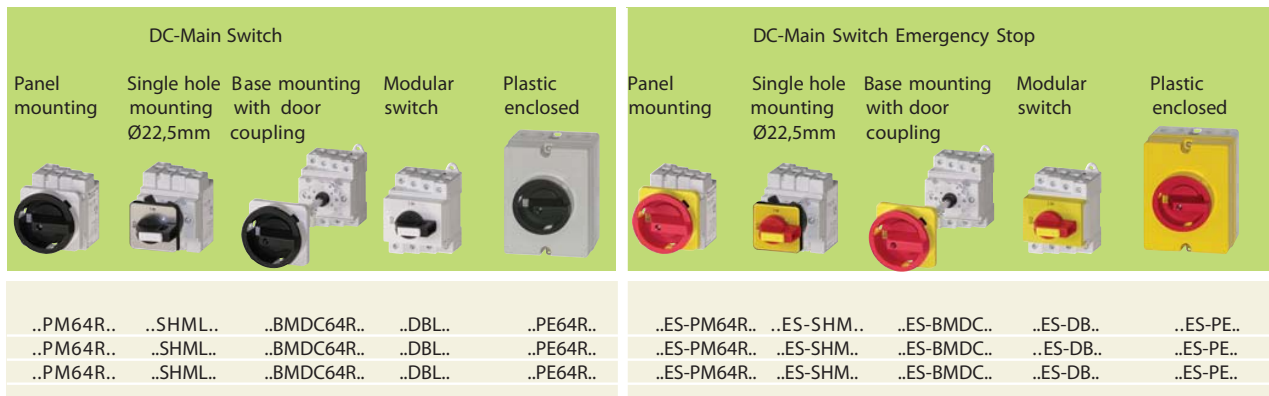 DC-Main Switch
Panel mounting
Single hole mounting Ø22,5mm
Base mounting with door coupling
Modular switch
Plastic enclosed
DC-Main Switch Emergency Stop
Panel mounting
Single hole mounting Ø22,5mm
Base mounting with door coupling
Modular switch
Plastic enclosed
..PM64R.. ..SHML.. ..BMDC64R.. ..DBL.. ..PE64R.. ..ES-PM64R.. ..ES-SHM.. ..ES-BMDC.. ..ES-DB.. ..ES-PE..
..PM64R.. ..SHML.. ..BMDC64R.. ..DBL.. ..PE64R.. ..ES-PM64R.. ..ES-SHM.. ..ES-BMDC.. ..ES-DB.. ..ES-PE..
..PM64R.. ..SHML.. ..BMDC64R.. ..DBL.. ..PE64R.. ..ES-PM64R.. ..ES-SHM.. ..ES-BMDC.. ..ES-DB.. ..ES-PE..